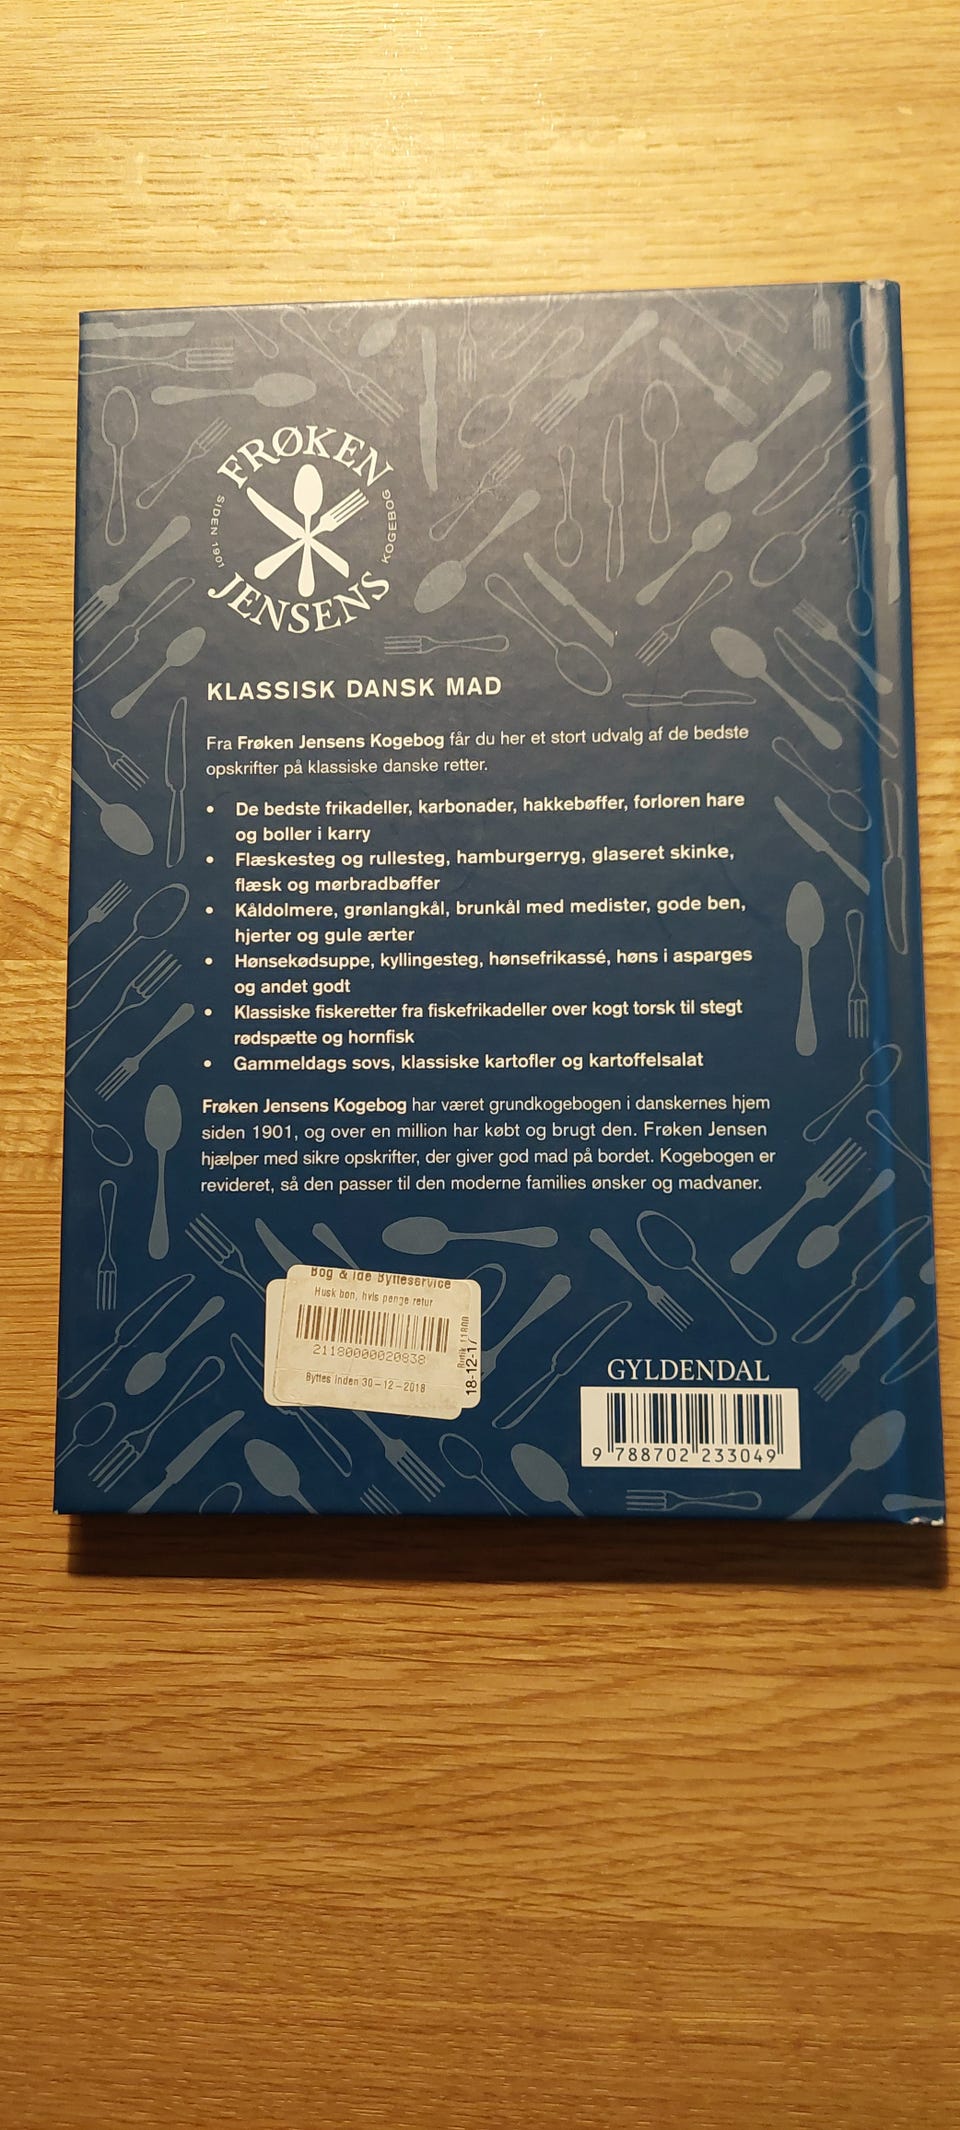 FRØKEN
SIDEN 1901
KOGEBOG
JENSENS
KLASSISK DANSK MAD
Fra Frøken Jensens Kogebog får du her et stort udvalg af de bedste
opskrifter på klassiske danske retter.
• De bedste frikadeller, karbonader, hakkebøffer, forloren hare
og boller i karry
• Flæskesteg og rullesteg, hamburgerryg, glaseret skinke,
flæsk og mørbradbøffer
• Kåldolmere, grønlangkål, brunkål med medister, gode ben,
hjerter og gule ærter
• Hønsekødsuppe, kyllingesteg, hønsefrikassé, høns i asparges
og andet godt
• Klassiske fiskeretter fra fiskefrikadeller over kogt torsk til stegt
rødspætte og hornfisk
• Gammeldags sovs, klassiske kartofler og kartoffelsalat
Frøken Jensens Kogebog har været grundkogebogen i danskernes hjem
siden 1901, og over en million har købt og brugt den. Frøken Jensen
hjælper med sikre opskrifter, der giver god mad på bordet. Kogebogen er
revideret, så den passer til den moderne families ønsker og madvaner.
Bog & Ide Bytteservice
Husk bon, hvis penge retur
21180000020838
Byttes inden 30-12-2018
Butik 11800
18-12-17
GYLDENDAL
9 788702 233049